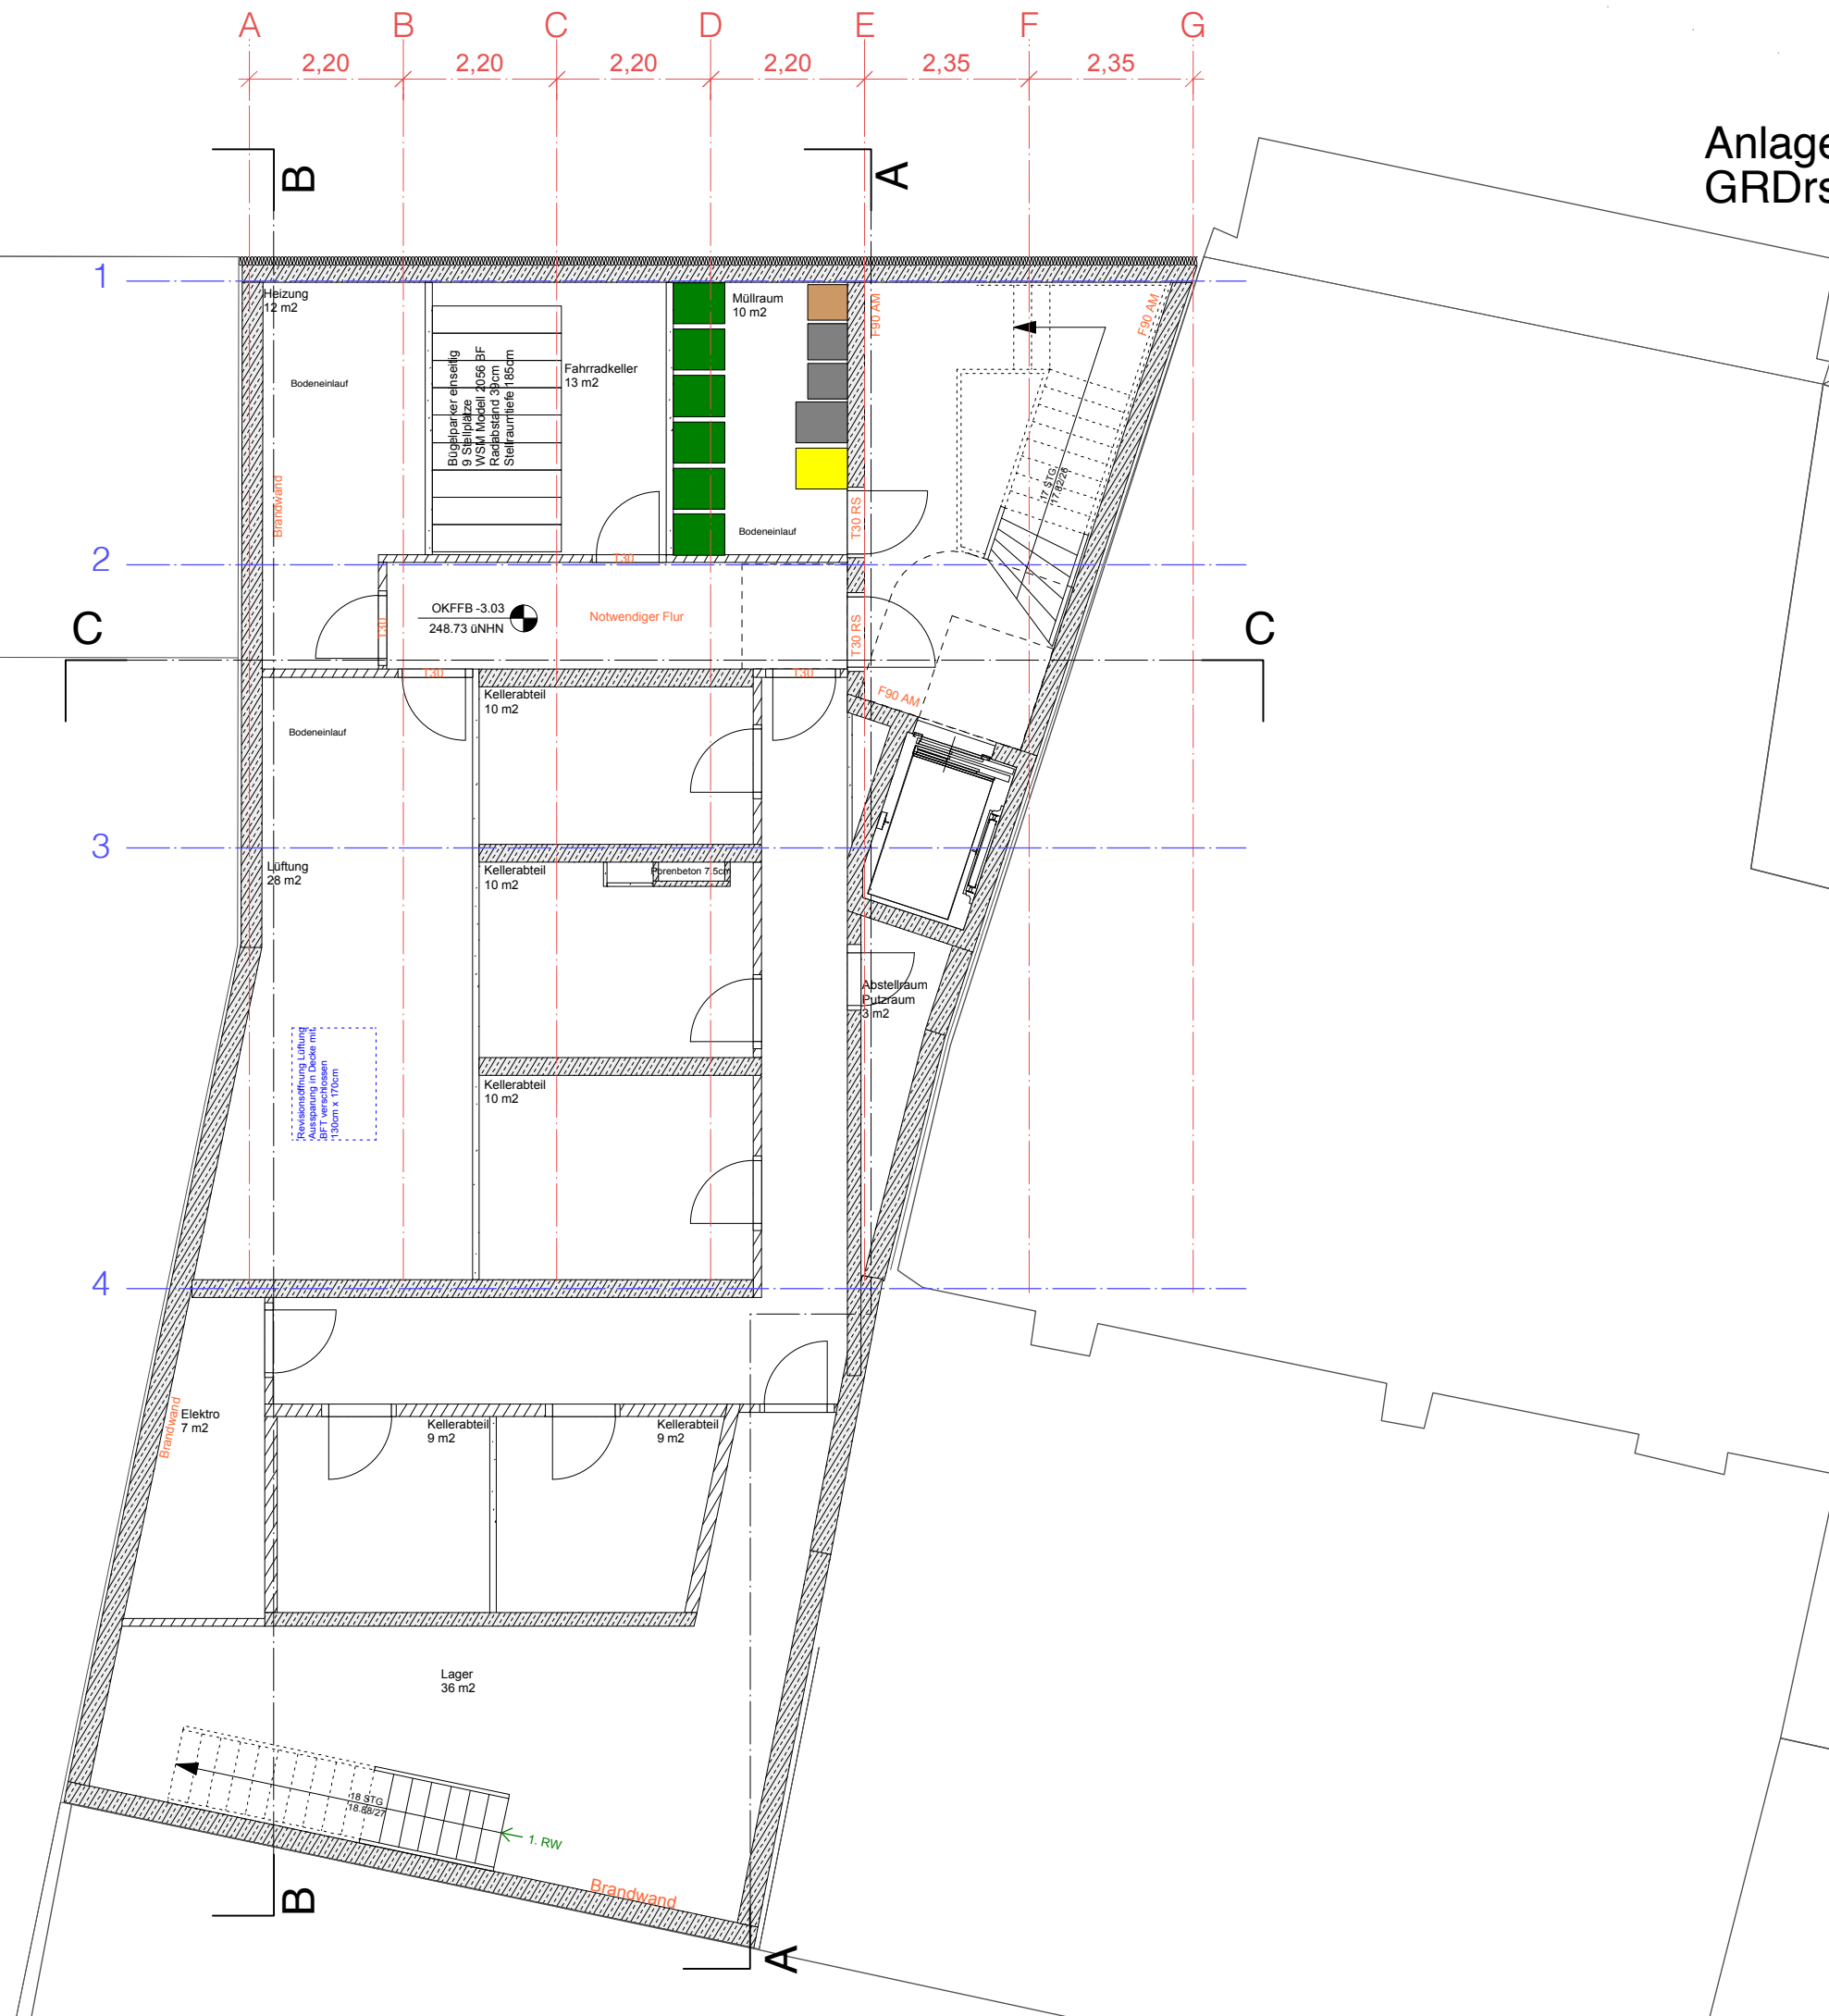 A B C D E F G
2,20 2,20 2,20 2,20 2,35 2,35
Anlage
GRDrs
B
A
1
Heizung
12 m2
Müllraum
10 m2
F90 AM
F90 AM
Bodeneinlauf
Bügelparker einseitig
9 Stellplätze
WSM Modell 2056 BF
Radabstand 39cm
Stellraumtiefe 185cm
Fahrradkeller
13 m2
Brandwand
17 STG
17.82/26
T30 RS
Bodeneinlauf
2
T30
C
OKFFB -3.03
248.73 üNHN
Notwendiger Flur
T30
T30 RS
C
T30
T30
F90 AM
Kellerabteil
10 m2
Bodeneinlauf
3
Lüftung
28 m2
Kellerabteil
10 m2
Porenbeton 7.5cm
Abstellraum
Putzraum
3 m2
Revisionsöffnung Lüftung
Aussparung in Decke mit
BFT verschlossen
130cm x 170cm
Kellerabteil
10 m2
4
Brandwand
Elektro
7 m2
Kellerabteil
9 m2
Kellerabteil
9 m2
Lager
36 m2
18 STG
18.88/27
1. RW
Brandwand
B
A